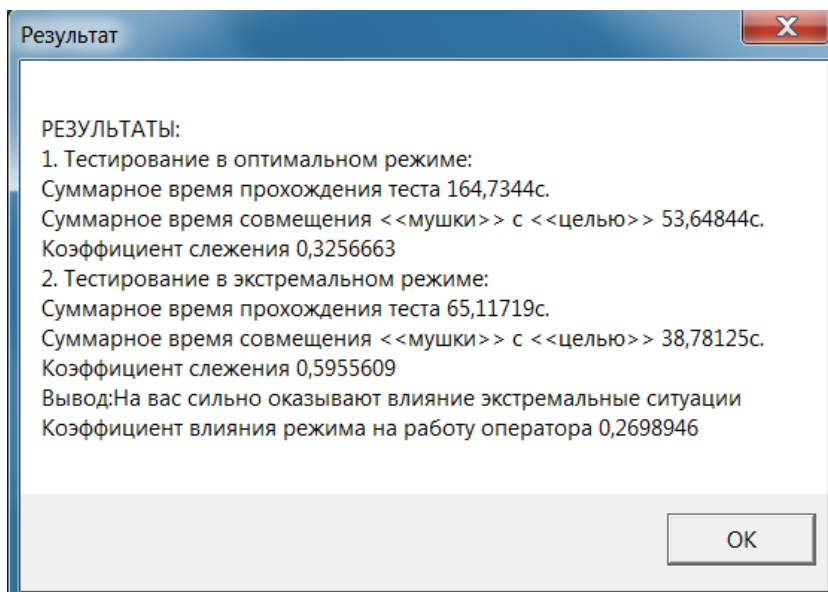 Результат
РЕЗУЛЬТАТЫ:
1. Тестирование в оптимальном режиме:
Суммарное время прохождения теста 164,7344с.
Суммарное время совмещения <<мушки>> с <<целью>> 53,64844с.
Коэффициент слежения 0,3256663
2. Тестирование в экстремальном режиме:
Суммарное время прохождения теста 65,11719с.
Суммарное время совмещения <<мушки>> с <<целью>> 38,78125с.
Коэффициент слежения 0,5955609
Вывод:На вас сильно оказывают влияние экстремальные ситуации
Коэффициент влияния режима на работу оператора 0,2698946
OK